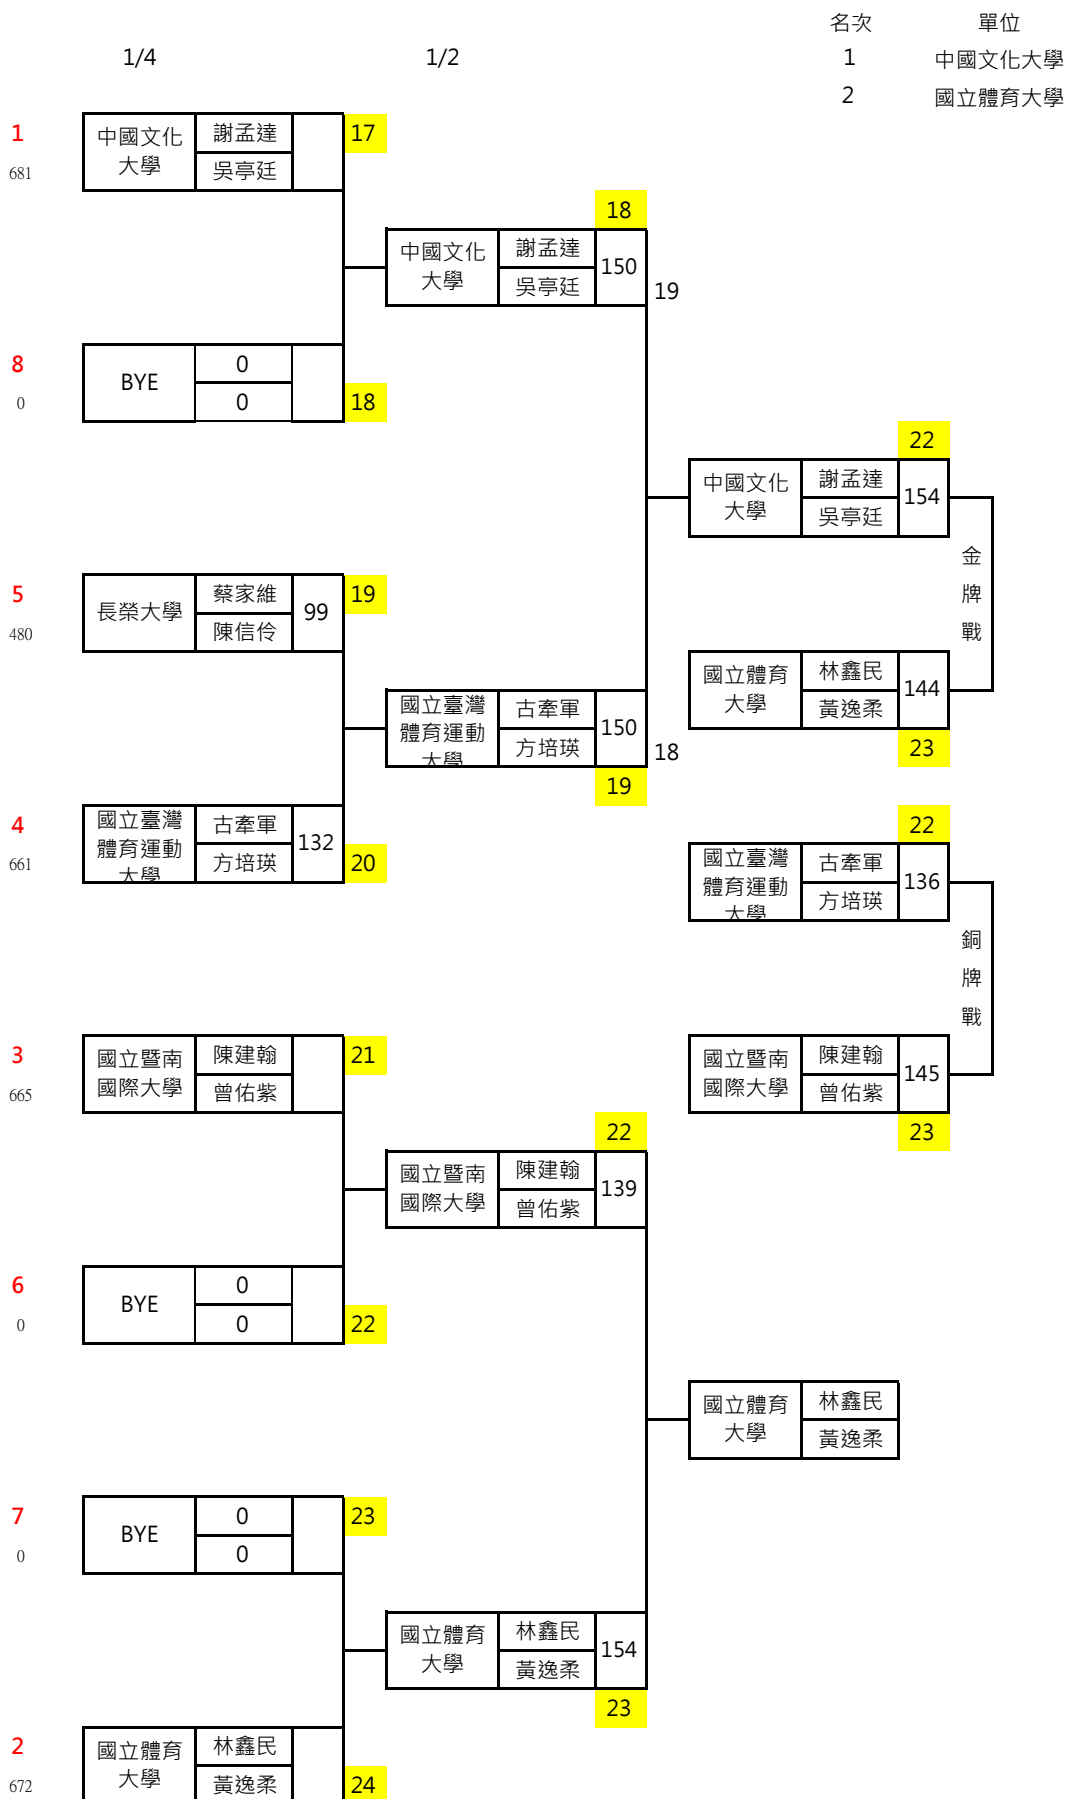 名次 單位
1/4 1/2 1 中國文化大學
2 國立體育大學
1 中國文化 謝孟達 17
681 大學 吳亭廷
18
中國文化 謝孟達 150
大學 吳亭廷 19
8 BYE 0
0 0 18
22
中國文化 謝孟達 154
大學 吳亭廷
金
牌
戰
5 長榮大學 蔡家維 99 19
480 陳信伶
國立體育 林鑫民 144
大學 黃逸柔
23
國立臺灣 古牽軍 150
體育運動 方培瑛 18
大學
19
4 國立臺灣 古牽軍 132
661 體育運動 方培瑛 20
大學
22
國立臺灣 古牽軍 136
體育運動 方培瑛
大學
銅
牌
戰
3 國立暨南 陳建翰 21
665 國際大學 曾佑紫
國立暨南 陳建翰 145
國際大學 曾佑紫
23
22
國立暨南 陳建翰 139
國際大學 曾佑紫
6 BYE 0
0 0 22
國立體育 林鑫民
大學 黃逸柔
7 BYE 0 23
0 0
國立體育 林鑫民 154
大學 黃逸柔
23
2 國立體育 林鑫民
672 大學 黃逸柔 24